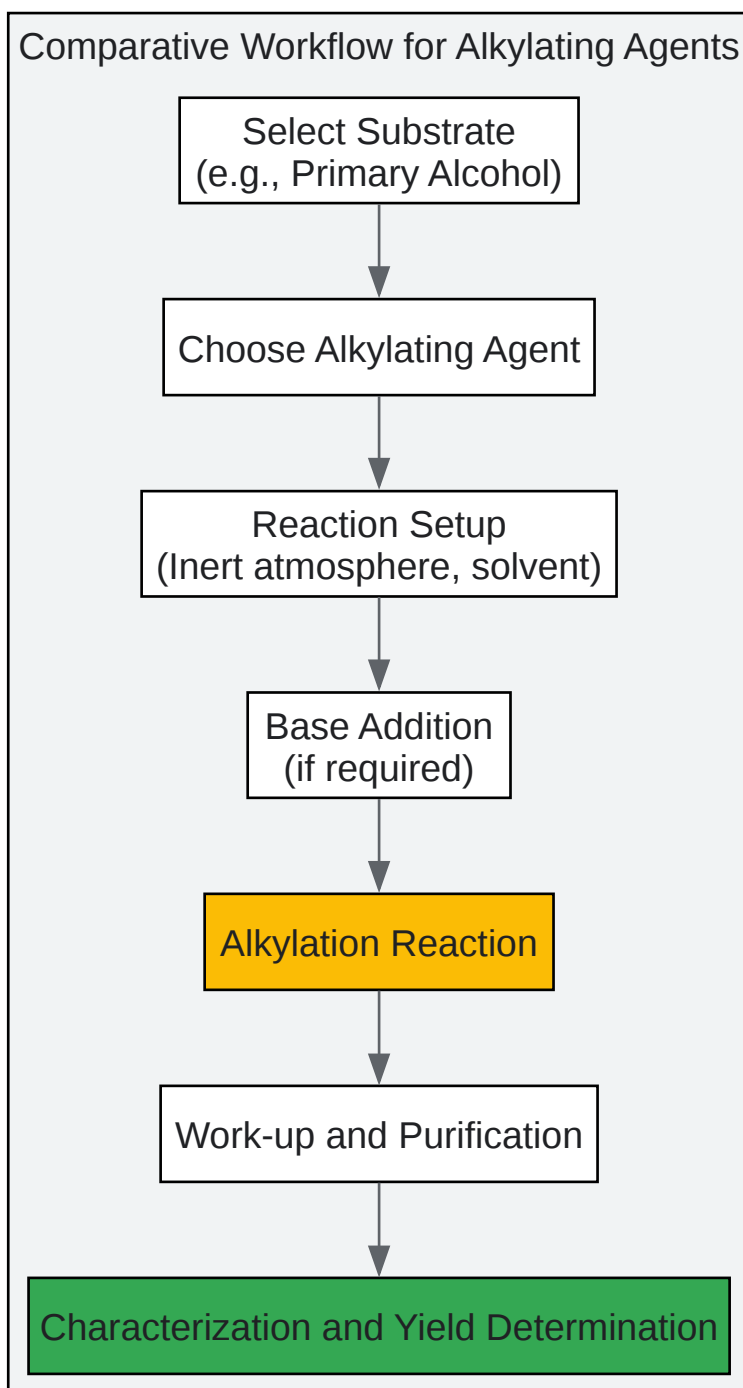 Comparative Workflow for Alkylating Agents
Select Substrate
(e.g., Primary Alcohol)
Choose Alkylating Agent
Reaction Setup
(Inert atmosphere, solvent)
Base Addition
(if required)
Alkylation Reaction
Work-up and Purification
Characterization and Yield Determination